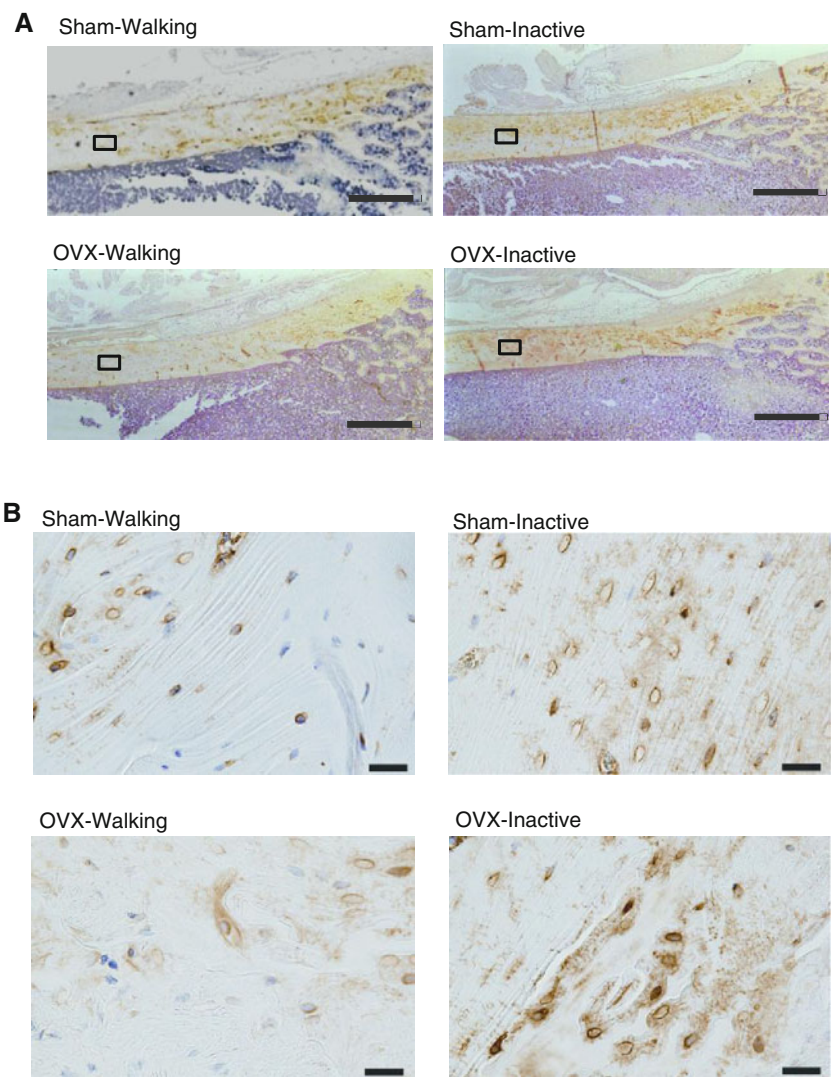 A
Sham-Walking
Sham-Inactive
OVX-Walking
OVX-Inactive
B
Sham-Walking
Sham-Inactive
OVX-Walking
OVX-Inactive